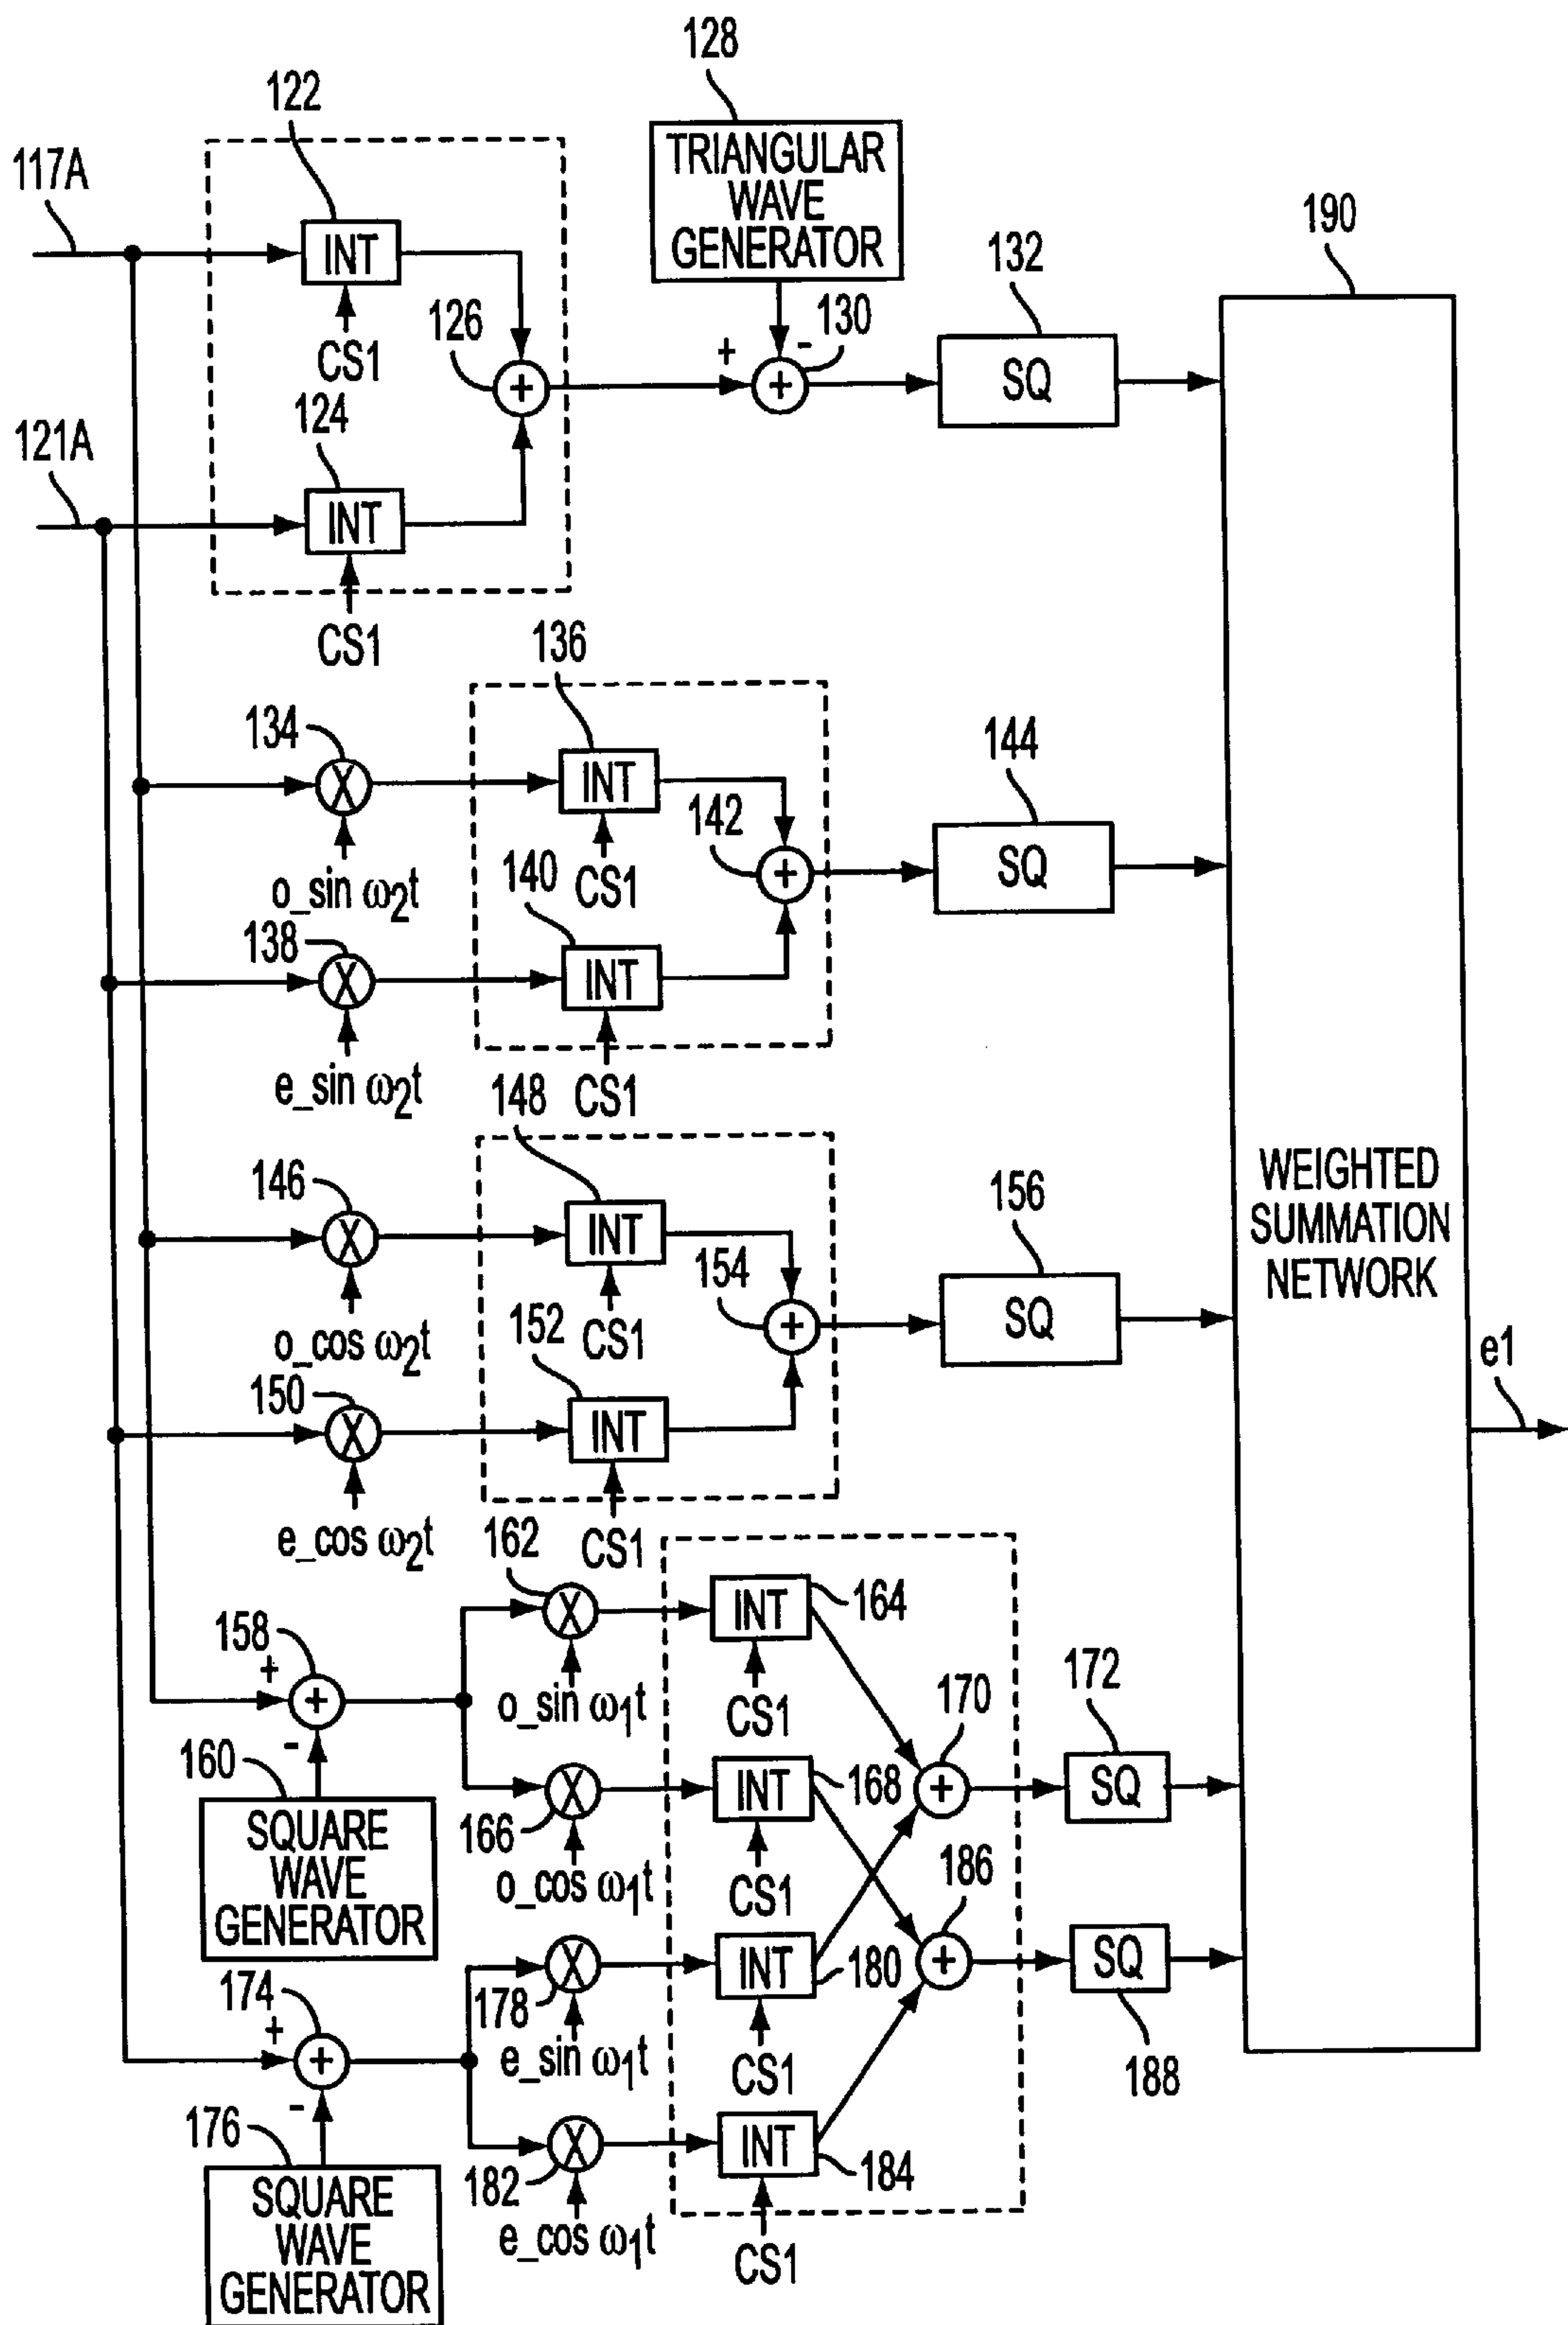 128
TRIANGULAR
WAVE
GENERATOR
122
117A
INT
CS1
126
+
+
-
+
130
132
SQ
190
124
121A
INT
CS1
136
134
X
INT
CS1
o_sin ω2t
142
+
144
SQ
138
X
140
INT
CS1
e_sin ω2t
148
146
X
INT
CS1
o_cos ω2t
154
+
156
SQ
WEIGHTED
SUMMATION
NETWORK
e1
150
X
152
INT
CS1
e_cos ω2t
162
X
INT
164
CS1
o_sin ω1t
158
+
+
-
160
SQUARE
WAVE
GENERATOR
166
X
INT
168
CS1
o_cos ω1t
170
+
172
SQ
186
+
SQ
188
178
X
INT
180
CS1
e_sin ω1t
174
+
+
-
176
SQUARE
WAVE
GENERATOR
182
X
INT
184
CS1
e_cos ω1t